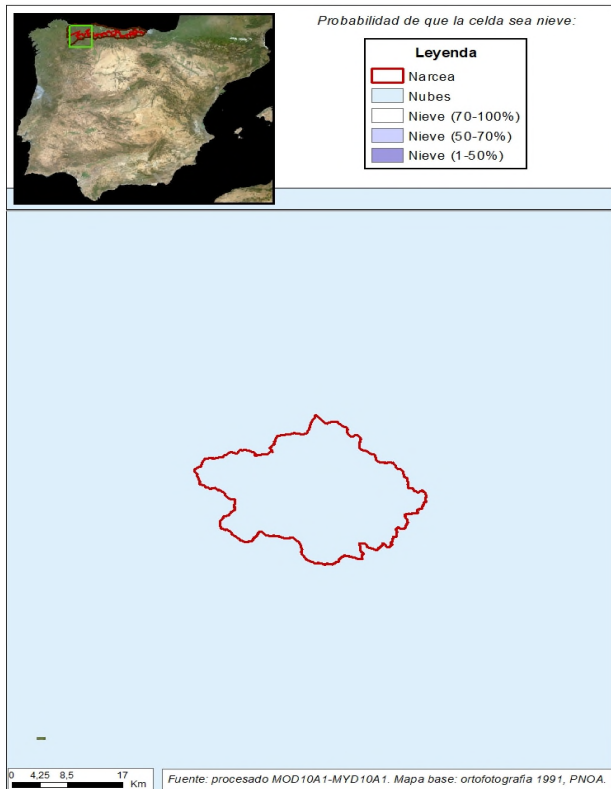 Probabilidad de que la celda sea nieve:
Leyenda
Narcea
Nubes
Nieve (70-100%)
Nieve (50-70%)
Nieve (1-50%)
0 4,25 8,5 17
Km
Fuente: procesado MOD10A1-MYD10A1. Mapa base: ortofotografia 1991, PNOA.